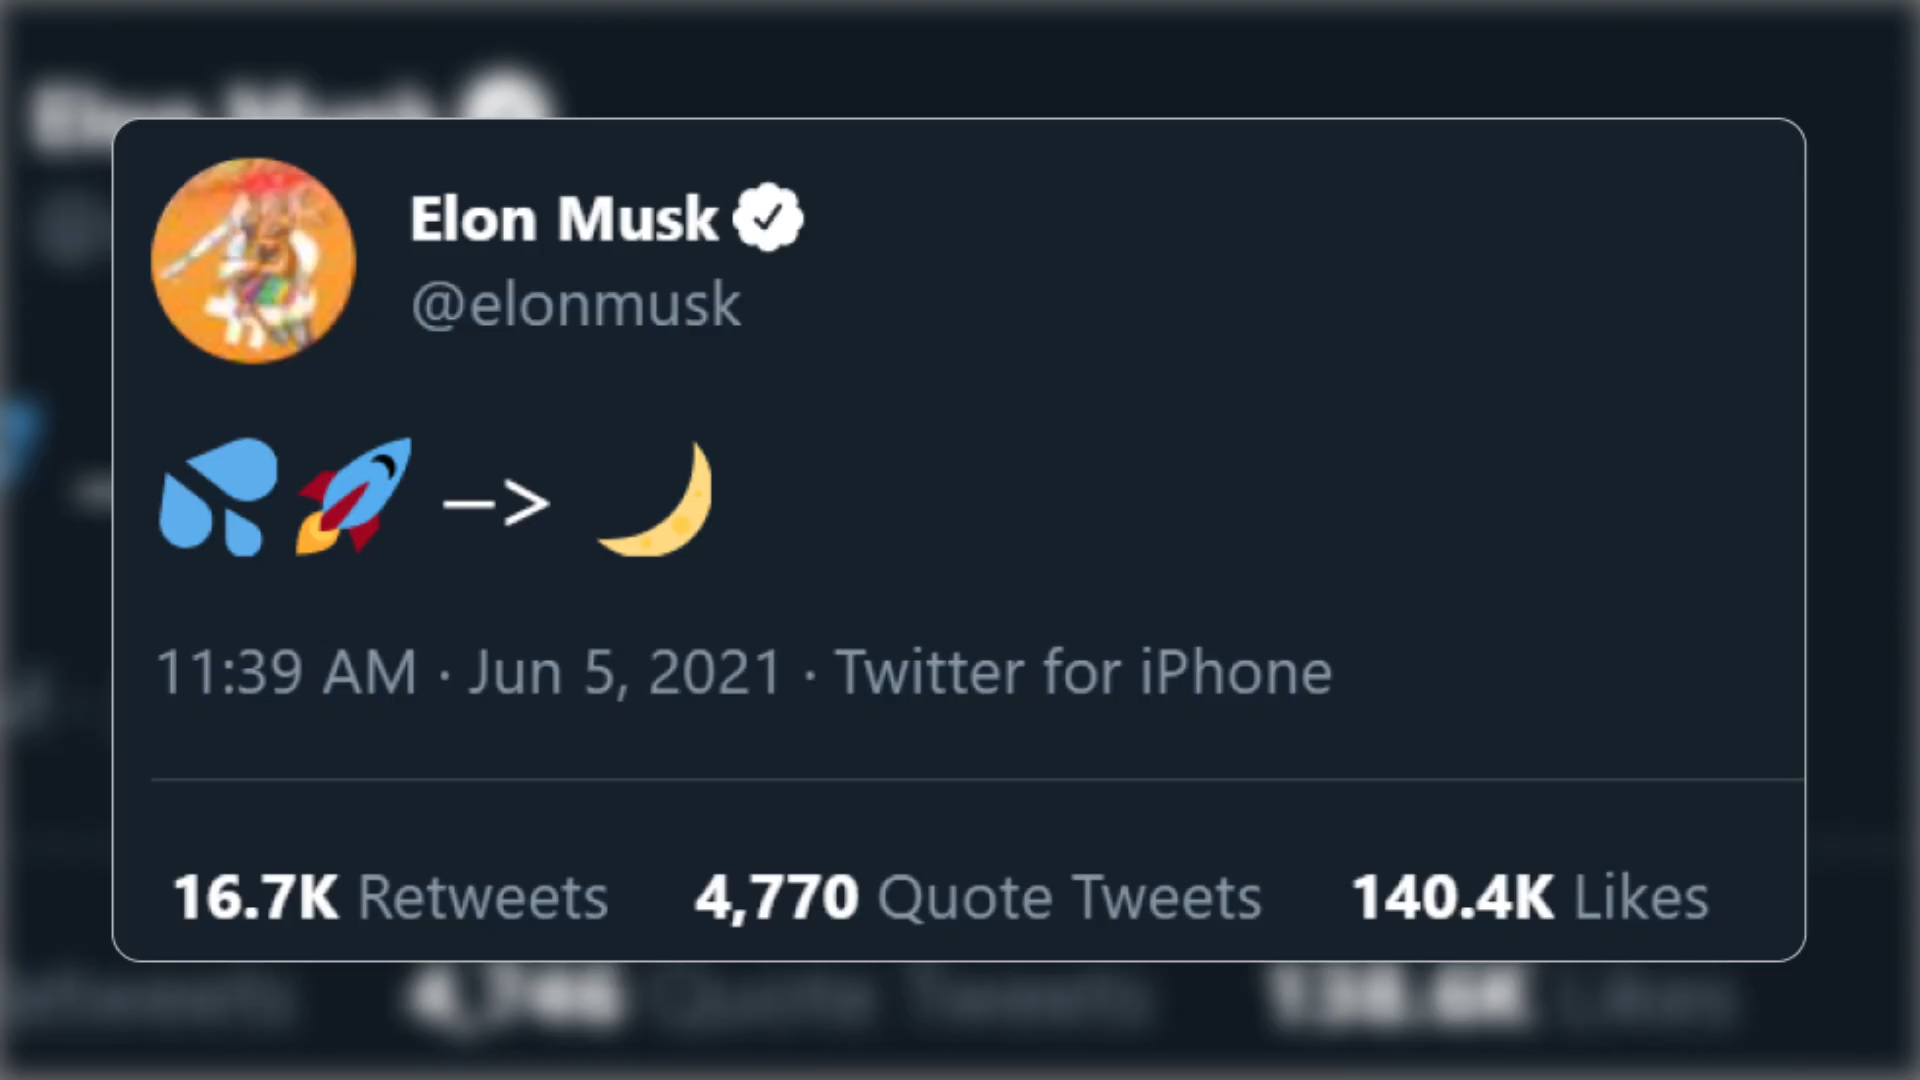 Elon Musk
@elonmusk
💦🚀 —> 🌙
11:39 AM · Jun 5, 2021 · Twitter for iPhone
16.7K Retweets 4,770 Quote Tweets 140.4K Likes